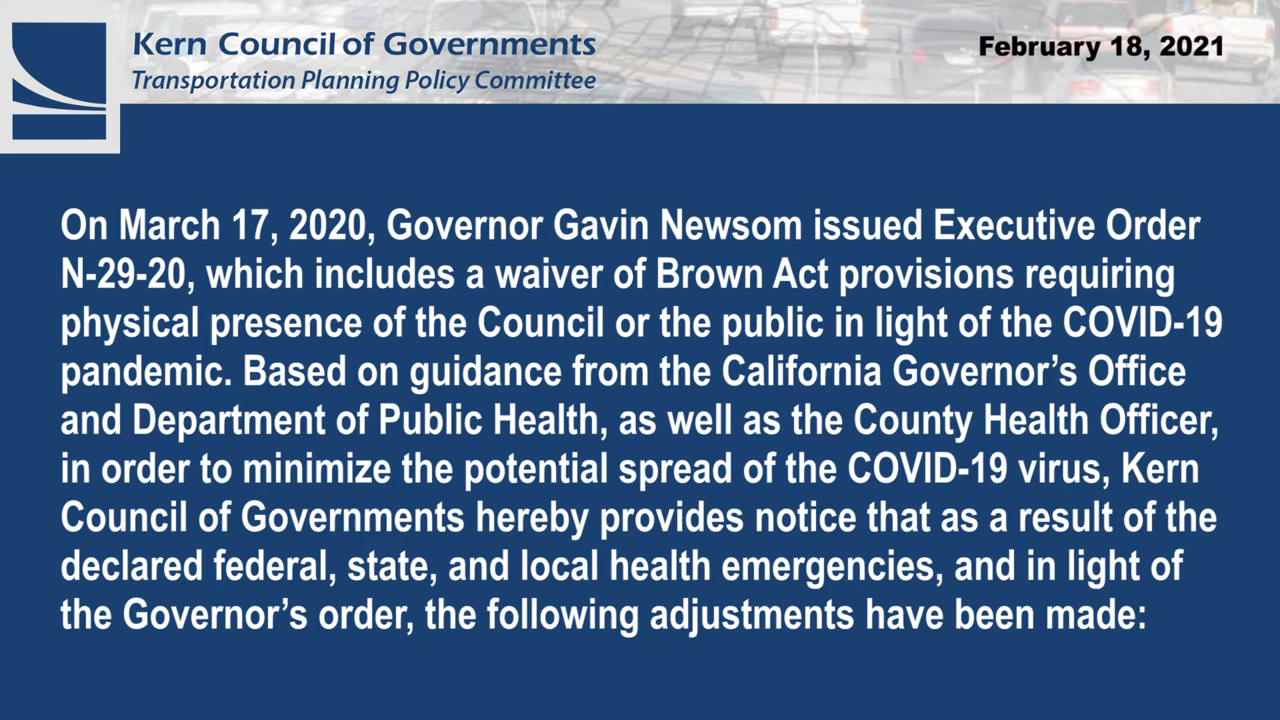 Kern Council of Governments
Transportation Planning Policy Committee
February 18, 2021
On March 17, 2020, Governor Gavin Newsom issued Executive Order
N-29-20, which includes a waiver of Brown Act provisions requiring
physical presence of the Council or the public in light of the COVID-19
pandemic. Based on guidance from the California Governor’s Office
and Department of Public Health, as well as the County Health Officer,
in order to minimize the potential spread of the COVID-19 virus, Kern
Council of Governments hereby provides notice that as a result of the
declared federal, state, and local health emergencies, and in light of
the Governor’s order, the following adjustments have been made: